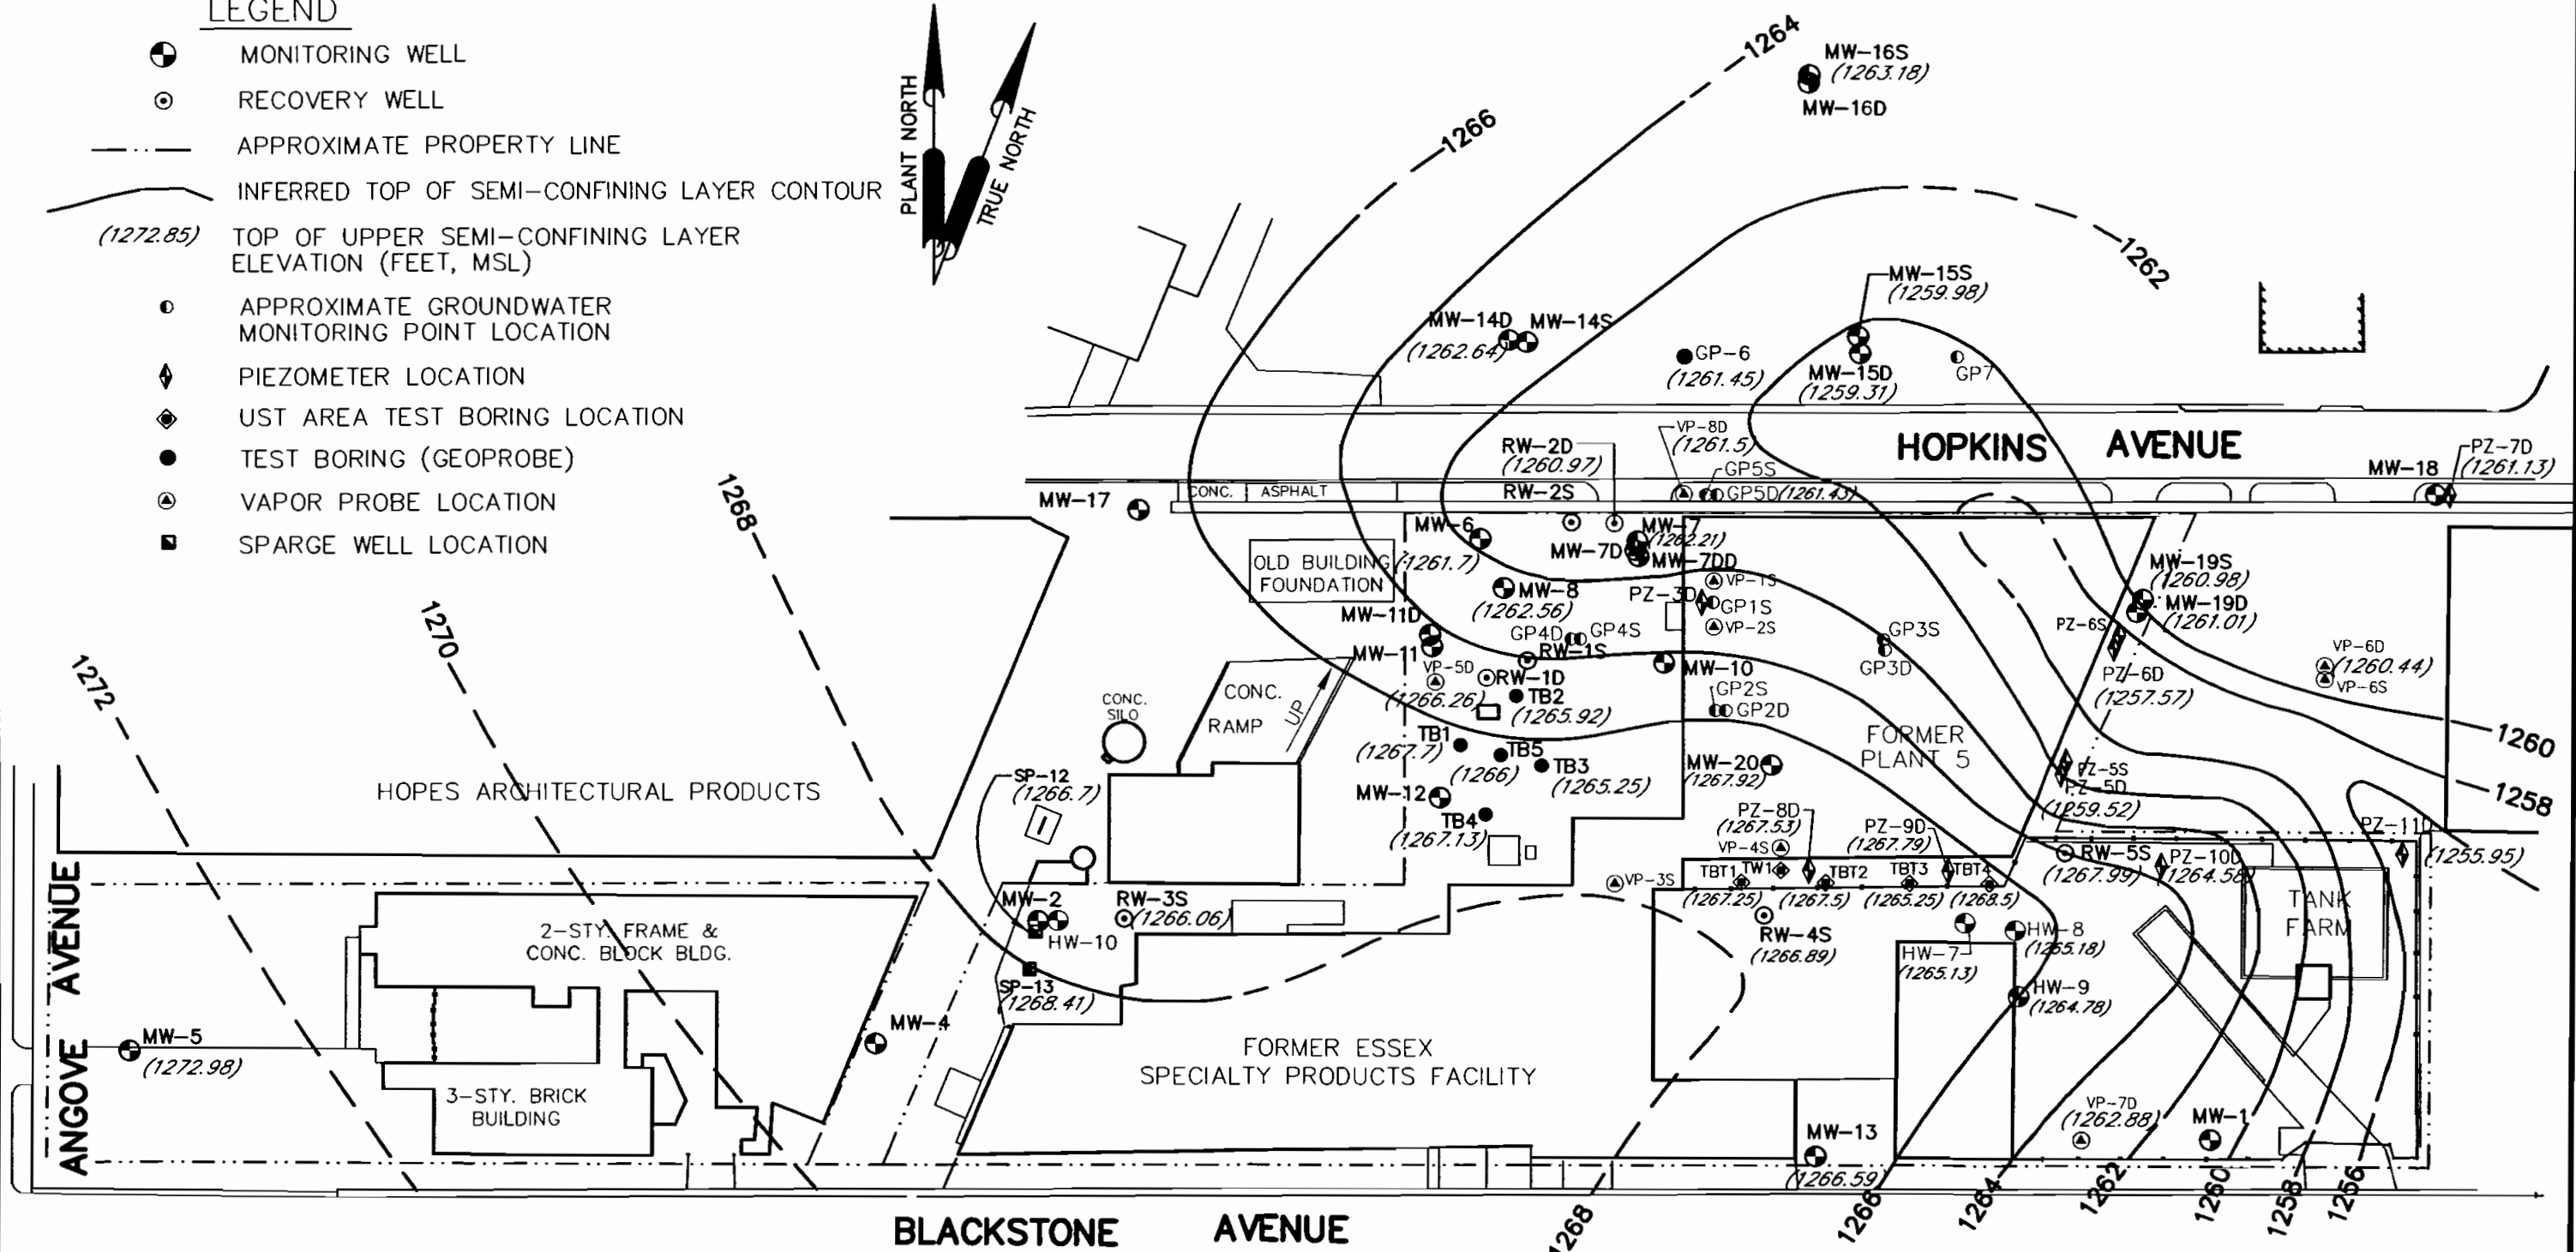 LEGEND
MONITORING WELL
RECOVERY WELL
APPROXIMATE PROPERTY LINE
INFERRED TOP OF SEMI-CONFINING LAYER CONTOUR
(1272.85) TOP OF UPPER SEMI-CONFINING LAYER
ELEVATION (FEET, MSL)
APPROXIMATE GROUNDWATER
MONITORING POINT LOCATION
PIEZOMETER LOCATION
UST AREA TEST BORING LOCATION
TEST BORING (GEOPROBE)
VAPOR PROBE LOCATION
SPARGE WELL LOCATION
PLANT NORTH
TRUE NORTH
1264
MW-16S
(1263.18)
MW-16D
1266
1262
MW-15S
(1259.98)
MW-14D
MW-14S
(1262.64)
GP-6
(1261.45)
MW-15D
(1259.31)
GP7
HOPKINS AVENUE
VP-8D
(1261.5)
RW-2D
(1260.97)
GP5S
GP5D(1261.43)
RW-2S
PZ-7D
(1261.13)
MW-18
MW-17
CONC.
ASPHALT
1268
MW-6
(1261.7)
MW-7
(1262.21)
MW-7D
MW-7DD
OLD BUILDING
FOUNDATION
MW-8
(1262.56)
VP-1S
PZ-3D
GP1S
VP-2S
MW-19S
(1260.98)
MW-19D
(1261.01)
MW-11D
GP4D
GP4S
GP3S
GP3D
PZ-6S
PZ-6D
(1257.57)
VP-6D
(1260.44)
VP-6S
1270
MW-11
RW-1S
VP-5D
(1266.26)
RW-1D
MW-10
TB2
(1265.92)
GP2S
GP2D
1272
CONC.
RAMP
UP
CONC.
SILO
TB1
(1267.7)
TB5
(1266)
TB3
(1265.25)
MW-20
(1267.92)
FORMER
PLANT 5
1260
PZ-5S
PZ-5D
(1259.52)
1258
HOPES ARCHITECTURAL PRODUCTS
SP-12
(1266.7)
MW-12
TB4
(1267.13)
PZ-8D
(1267.53)
VP-4S
PZ-9D
(1267.79)
PZ-11D
(1255.95)
RW-5S
(1267.99)
PZ-10D
(1264.58)
VP-3S
TBT1
(1267.25)
TW1
TBT2
(1267.5)
TBT3
(1265.25)
TBT4
(1268.5)
TANK
FARM
MW-2
HW-10
RW-3S
(1266.06)
2-STY. FRAME &
CONC. BLOCK BLDG.
RW-4S
(1266.89)
HW-7
(1265.13)
HW-8
(1265.18)
HW-9
(1264.78)
SP-13
(1268.41)
ANGOVE AVENUE
MW-5
(1272.98)
MW-4
3-STY. BRICK
BUILDING
FORMER ESSEX
SPECIALTY PRODUCTS FACILITY
VP-7D
(1262.88)
MW-1
MW-13
(1266.59)
1268
1266
1264
1262
1260
1258
1256
BLACKSTONE AVENUE